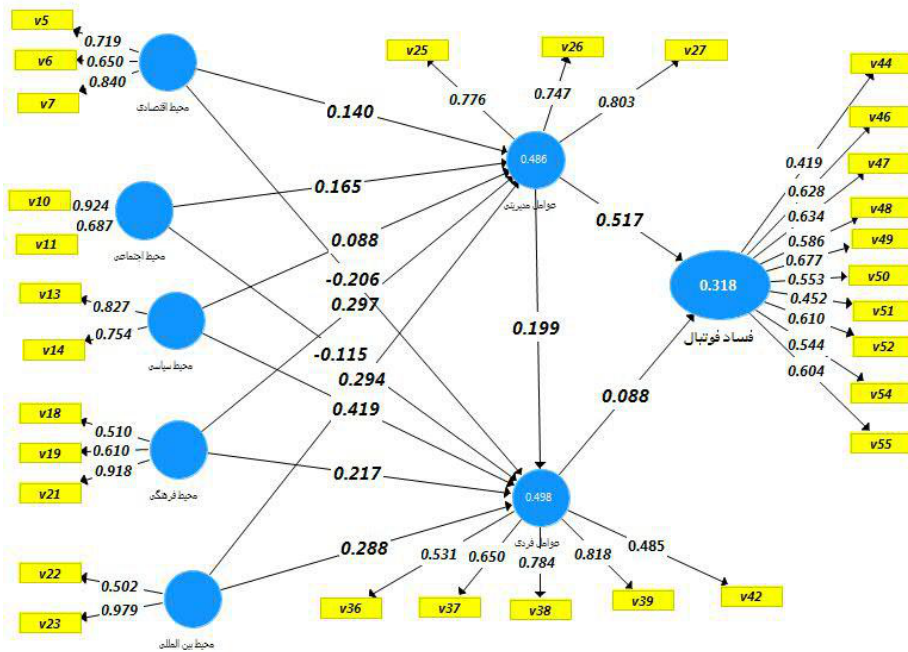 v5
0.719
v6
0.650
0.840
v7
محیط اقتصادی
v10
0.924
0.687
v11
محیط اجتماعی
v13
0.827
0.754
v14
محیط سیاسی
v18
0.510
v19
0.610
0.918
v21
محیط فرهنگی
v22
0.502
0.979
v23
محیط بین المللی
0.140
0.165
0.088
-0.206
0.297
-0.115
0.294
0.419
0.217
0.288
v25
v26
v27
0.776
0.747
0.803
0.486
عوامل مدیریتی
0.517
0.199
0.088
0.498
عوامل فردی
0.531
0.650
0.784
0.818
0.485
v36
v37
v38
v39
v42
0.318
فساد فوتبال
v44
v46
0.419
v47
0.628
0.634
v48
0.586
v49
0.677
v50
0.553
0.452
v51
0.610
v52
0.544
0.604
v54
v55